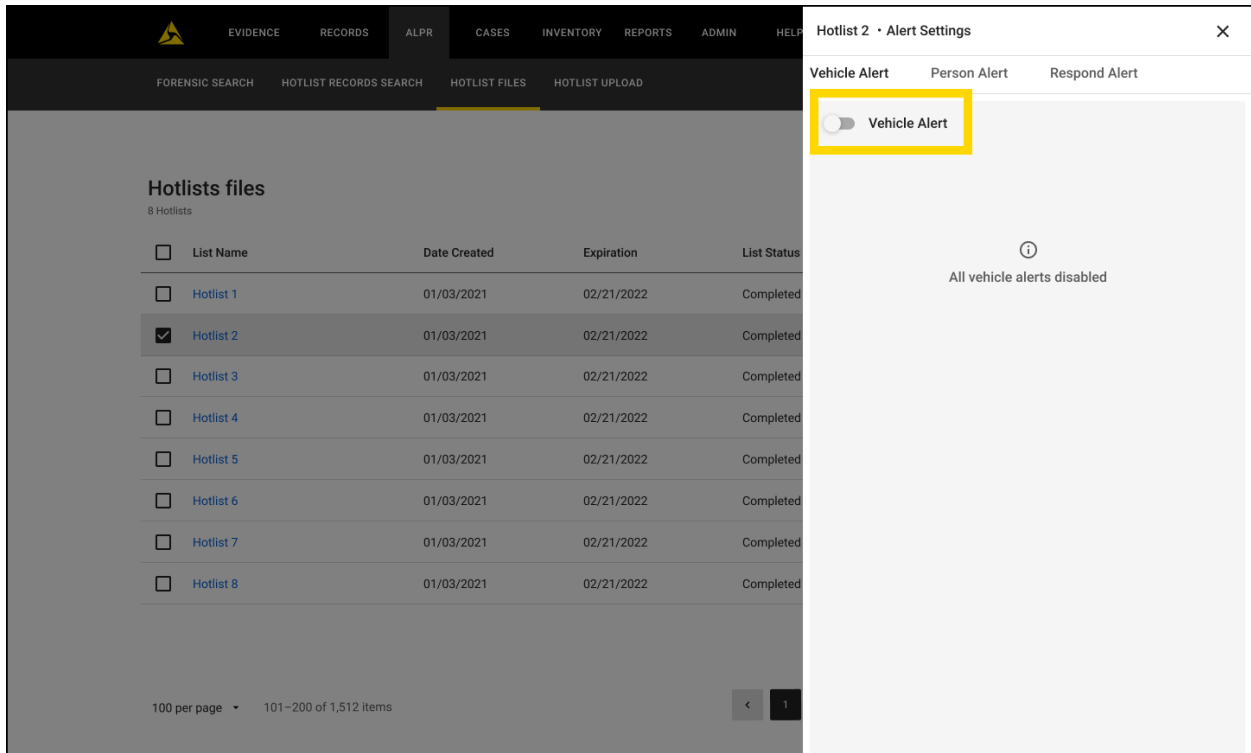 EVIDENCE RECORDS ALPR CASES INVENTORY REPORTS ADMIN HELP
FORENSIC SEARCH HOTLIST RECORDS SEARCH HOTLIST FILES HOTLIST UPLOAD
Hotlists files
8 Hotlists
List Name Date Created Expiration List Status
Hotlist 1 01/03/2021 02/21/2022 Completed
Hotlist 2 01/03/2021 02/21/2022 Completed
Hotlist 3 01/03/2021 02/21/2022 Completed
Hotlist 4 01/03/2021 02/21/2022 Completed
Hotlist 5 01/03/2021 02/21/2022 Completed
Hotlist 6 01/03/2021 02/21/2022 Completed
Hotlist 7 01/03/2021 02/21/2022 Completed
Hotlist 8 01/03/2021 02/21/2022 Completed
100 per page 101–200 of 1,512 items 1
Hotlist 2 • Alert Settings
Vehicle Alert Person Alert Respond Alert
Vehicle Alert
All vehicle alerts disabled